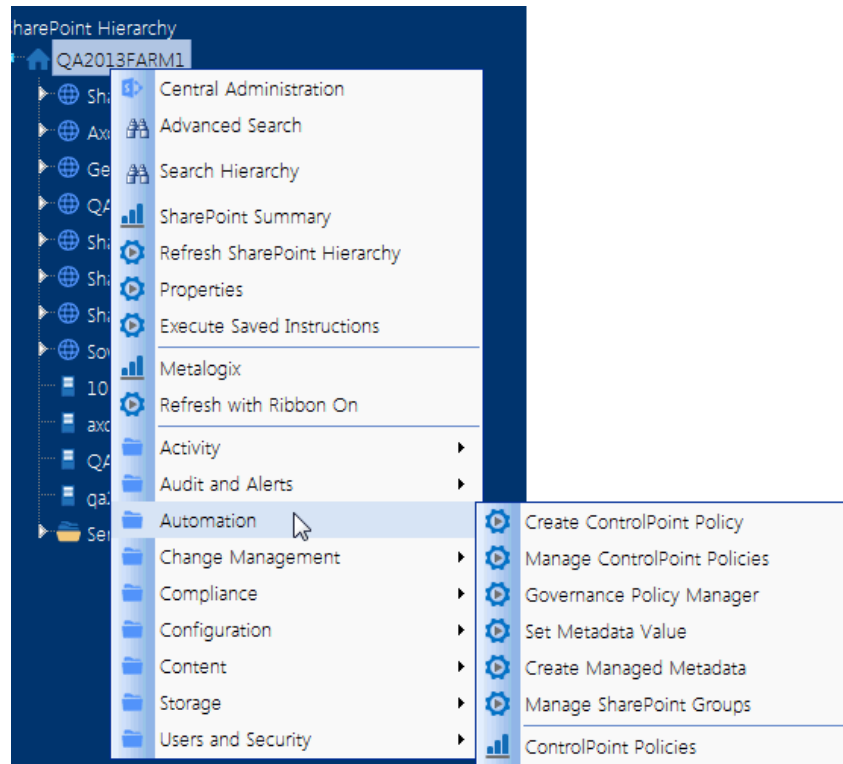 SharePoint Hierarchy
QA2013FARM1
Central Administration
Advanced Search
Search Hierarchy
SharePoint Summary
Refresh SharePoint Hierarchy
Properties
Execute Saved Instructions
Metalogix
Refresh with Ribbon On
Activity
Audit and Alerts
Automation
Change Management
Compliance
Configuration
Content
Storage
Users and Security
Create ControlPoint Policy
Manage ControlPoint Policies
Governance Policy Manager
Set Metadata Value
Create Managed Metadata
Manage SharePoint Groups
ControlPoint Policies